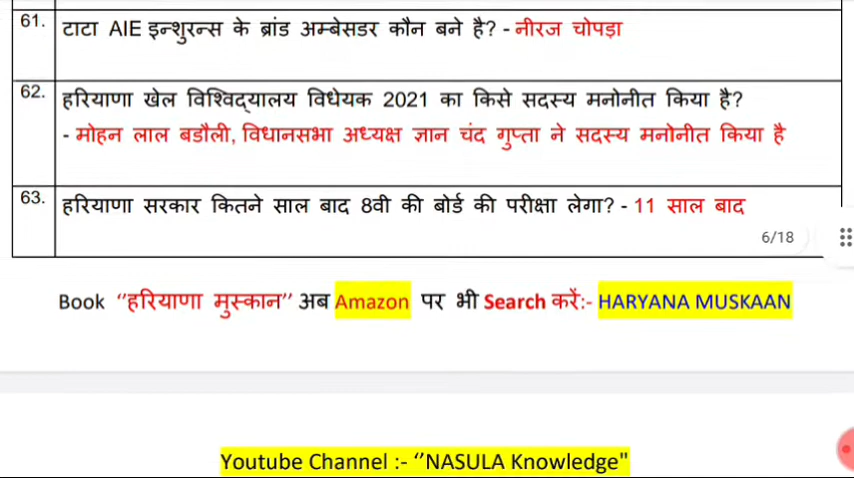 61. टाटा AIE इन्शुरन्स के ब्रांड अम्बेसडर कौन बने है? - नीरज चोपड़ा
62. हरियाणा खेल विश्विद्यालय विधेयक 2021 का किसे सदस्य मनोनीत किया है?
- मोहन लाल बडौली, विधानसभा अध्यक्ष ज्ञान चंद गुप्ता ने सदस्य मनोनीत किया है
63. हरियाणा सरकार कितने साल बाद 8वी की बोर्ड की परीक्षा लेगा? - 11 साल बाद
6/18
Book “हरियाणा मुस्कान” अब Amazon पर भी Search करें:- HARYANA MUSKAAN
Youtube Channel :- “NASULA Knowledge"